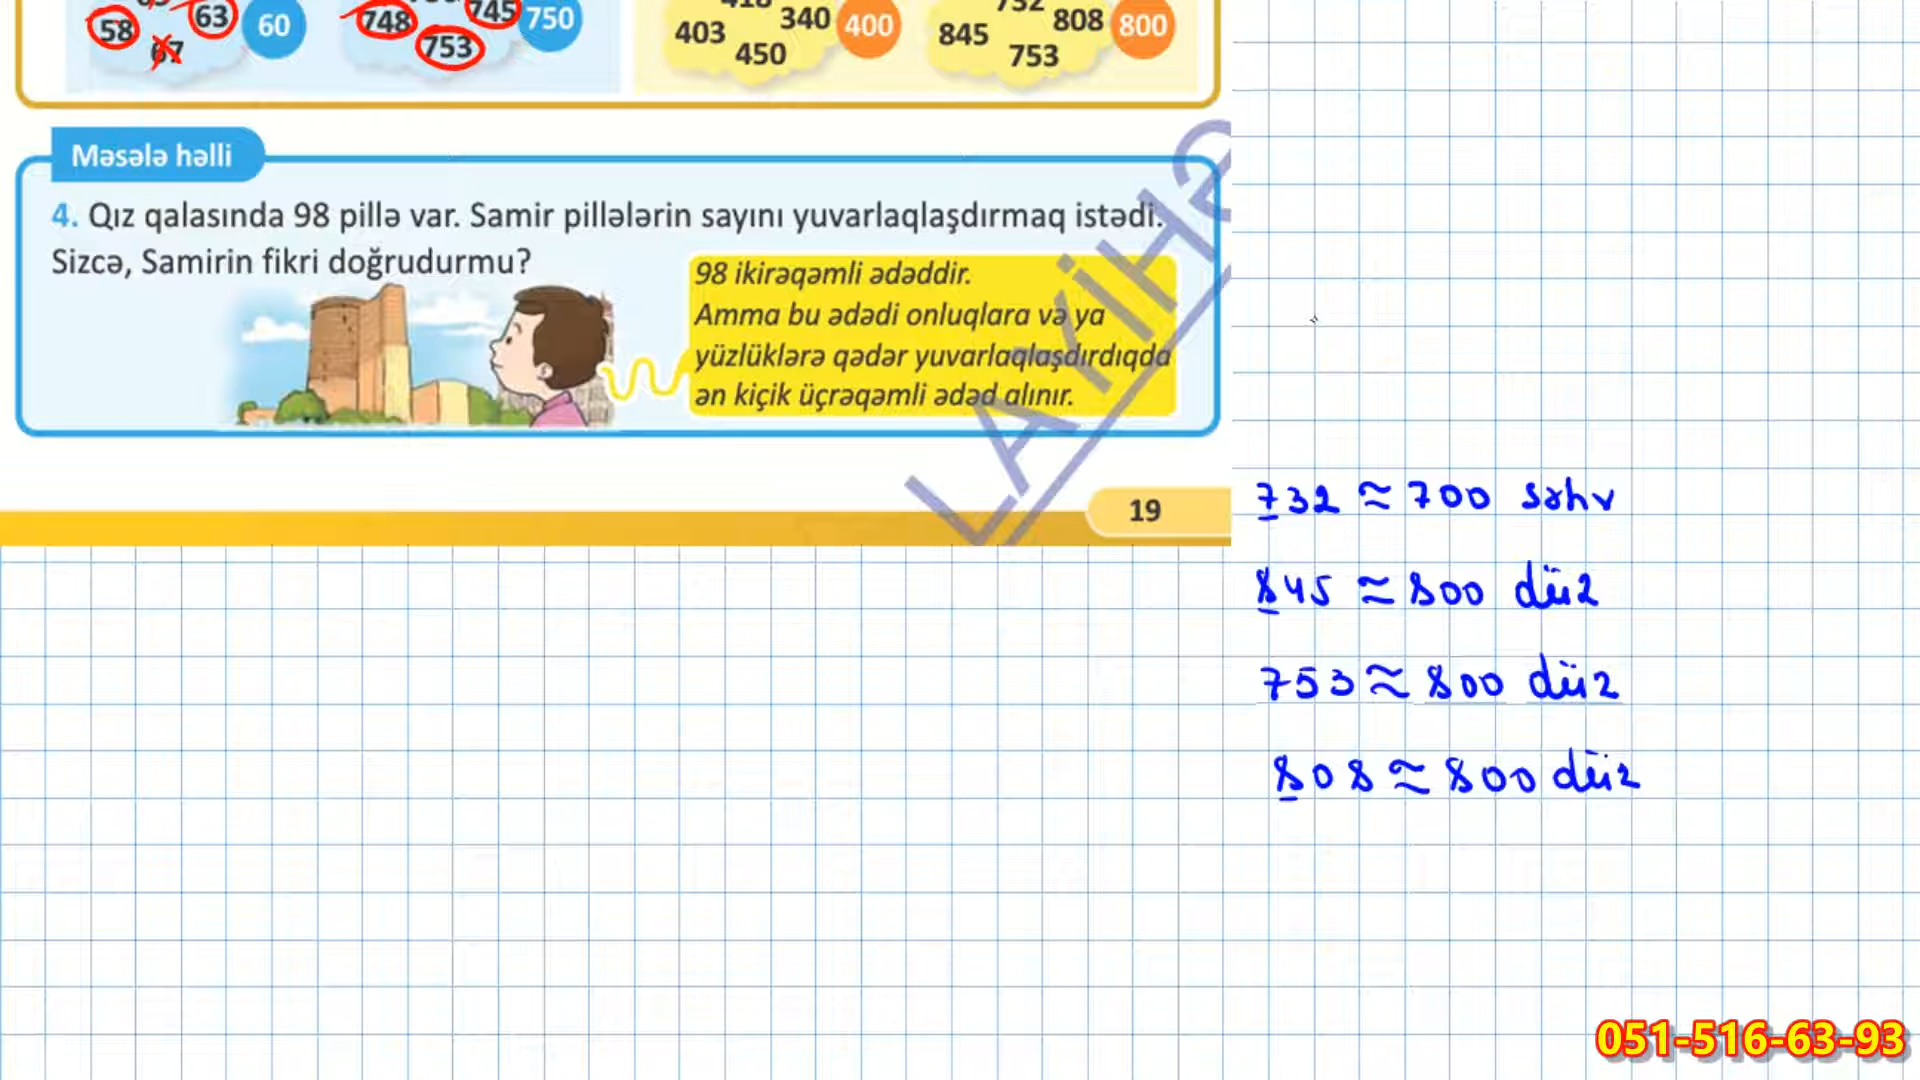 58
63
60
67
748
745
750
753
403
340
400
450
845
808
800
753
Məsələ həlli
4. Qız qalasında 98 pillə var. Samir pillələrin sayını yuvarlaqlaşdırmaq istədi.
Sizcə, Samirin fikri doğrudurmu?
98 ikirəqəmli ədəddir.
Amma bu ədədi onluqlara və ya
yüzlüklərə qədər yuvarlaqlaşdırdıqda
ən kiçik üçrəqəmli ədəd alınır.
LAYİHƏ
19
732 ≈ 700 səhv
845 ≈ 800 düz
753 ≈ 800 düz
808 ≈ 800 düz
051-516-63-93